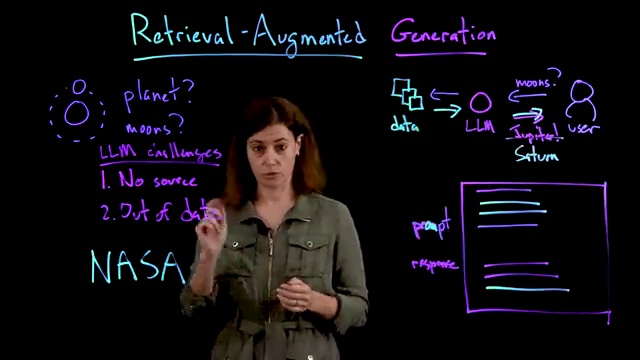 Retrieval-Augmented Generation
planet?
moons?
LLM challenges
1. No source
2. Out of date
NASA
moons?
data
LLM
user
Jupiter!
Saturn
prompt
response